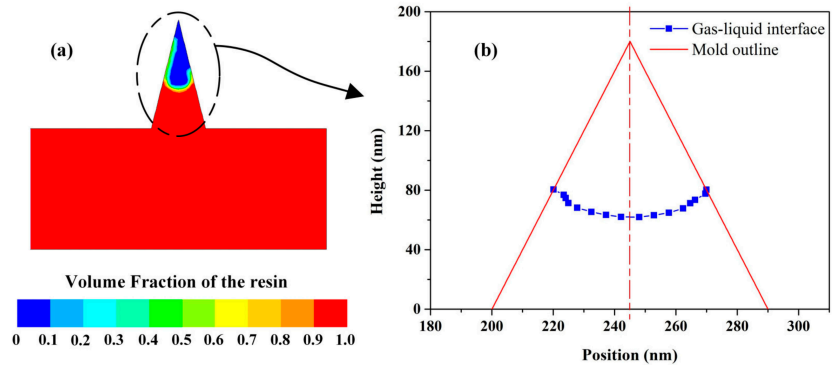 (a)
Volume Fraction of the resin
0 0.1 0.2 0.3 0.4 0.5 0.6 0.7 0.8 0.9 1.0
(b)
Gas-liquid interface
Mold outline
Height (nm)
200
160
120
80
40
0
180 200 220 240 260 280 300
Position (nm)